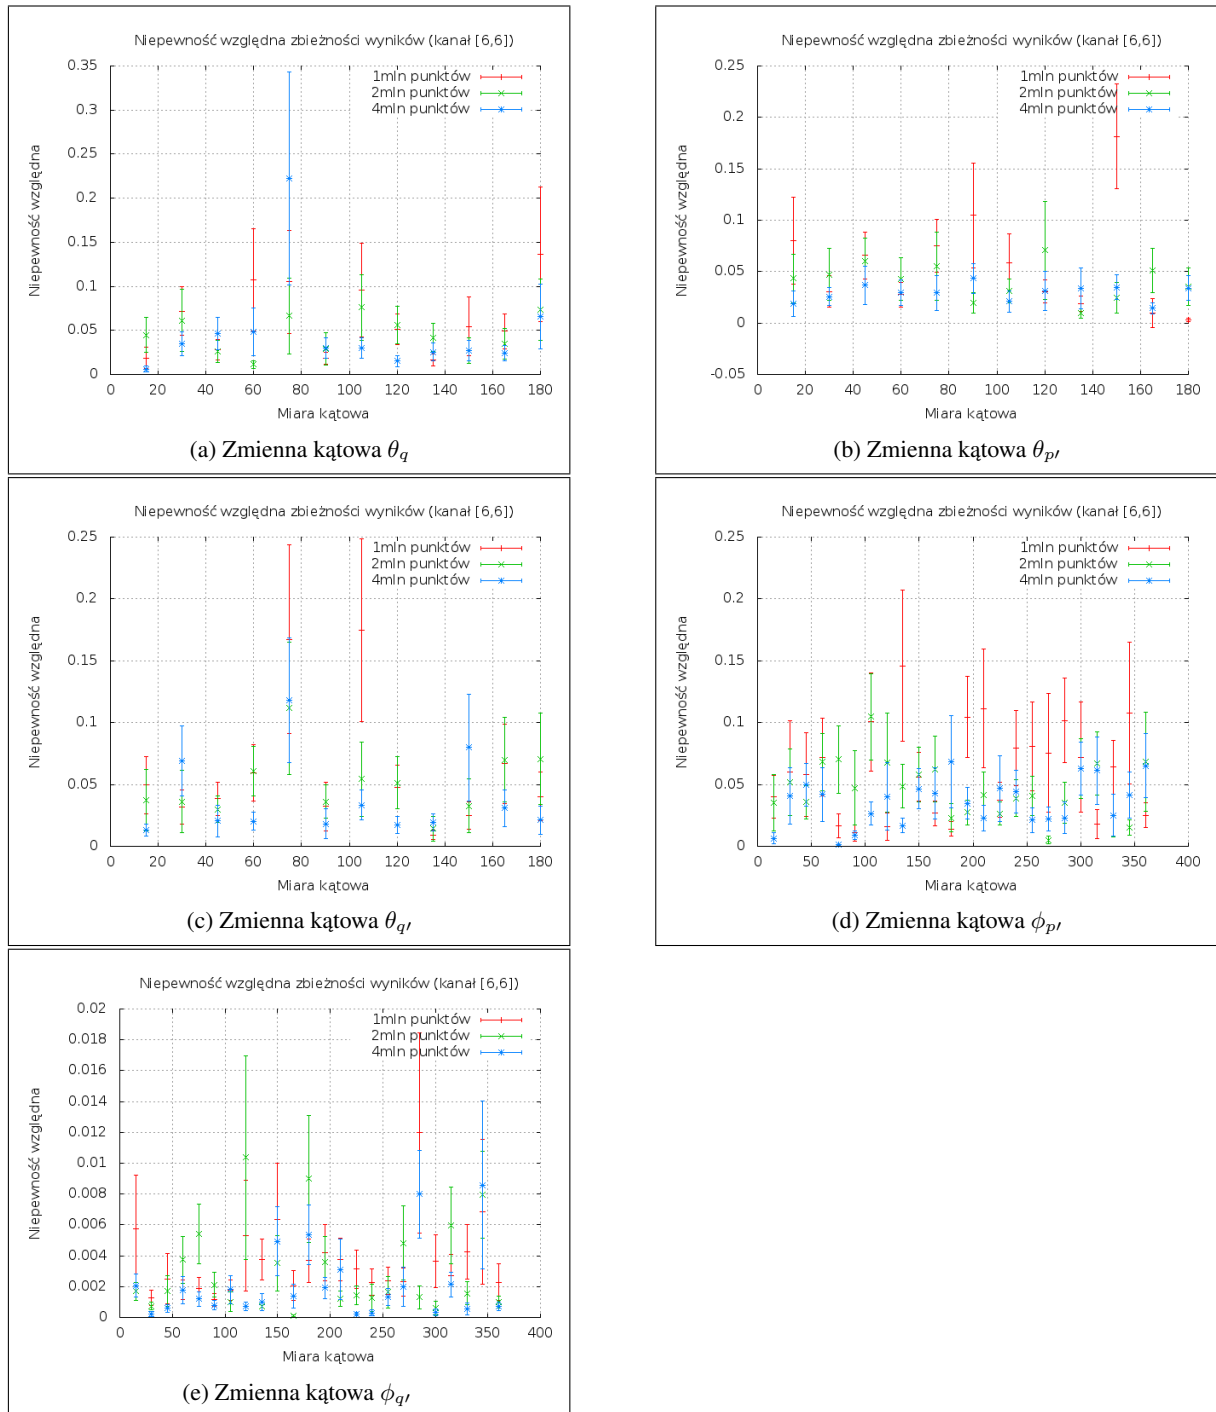 Niepewność względna zbieżności wyników (kanał [6,6])
Niepewność względna
1mln punktów
2mln punktów
4mln punktów
0.35
0.3
0.25
0.2
0.15
0.1
0.05
0
0 20 40 60 80 100 120 140 160 180
Miara kątowa
(a) Zmienna kątowa θq
Niepewność względna zbieżności wyników (kanał [6,6])
Niepewność względna
1mln punktów
2mln punktów
4mln punktów
0.25
0.2
0.15
0.1
0.05
0
-0.05
0 20 40 60 80 100 120 140 160 180
Miara kątowa
(b) Zmienna kątowa θp′
Niepewność względna zbieżności wyników (kanał [6,6])
Niepewność względna
1mln punktów
2mln punktów
4mln punktów
0.25
0.2
0.15
0.1
0.05
0
0 20 40 60 80 100 120 140 160 180
Miara kątowa
(c) Zmienna kątowa θq′
Niepewność względna zbieżności wyników (kanał [6,6])
Niepewność względna
1mln punktów
2mln punktów
4mln punktów
0.25
0.2
0.15
0.1
0.05
0
0 50 100 150 200 250 300 350 400
Miara kątowa
(d) Zmienna kątowa ϕp′
Niepewność względna zbieżności wyników (kanał [6,6])
Niepewność względna
1mln punktów
2mln punktów
4mln punktów
0.02
0.018
0.016
0.014
0.012
0.01
0.008
0.006
0.004
0.002
0
0 50 100 150 200 250 300 350 400
Miara kątowa
(e) Zmienna kątowa ϕq′